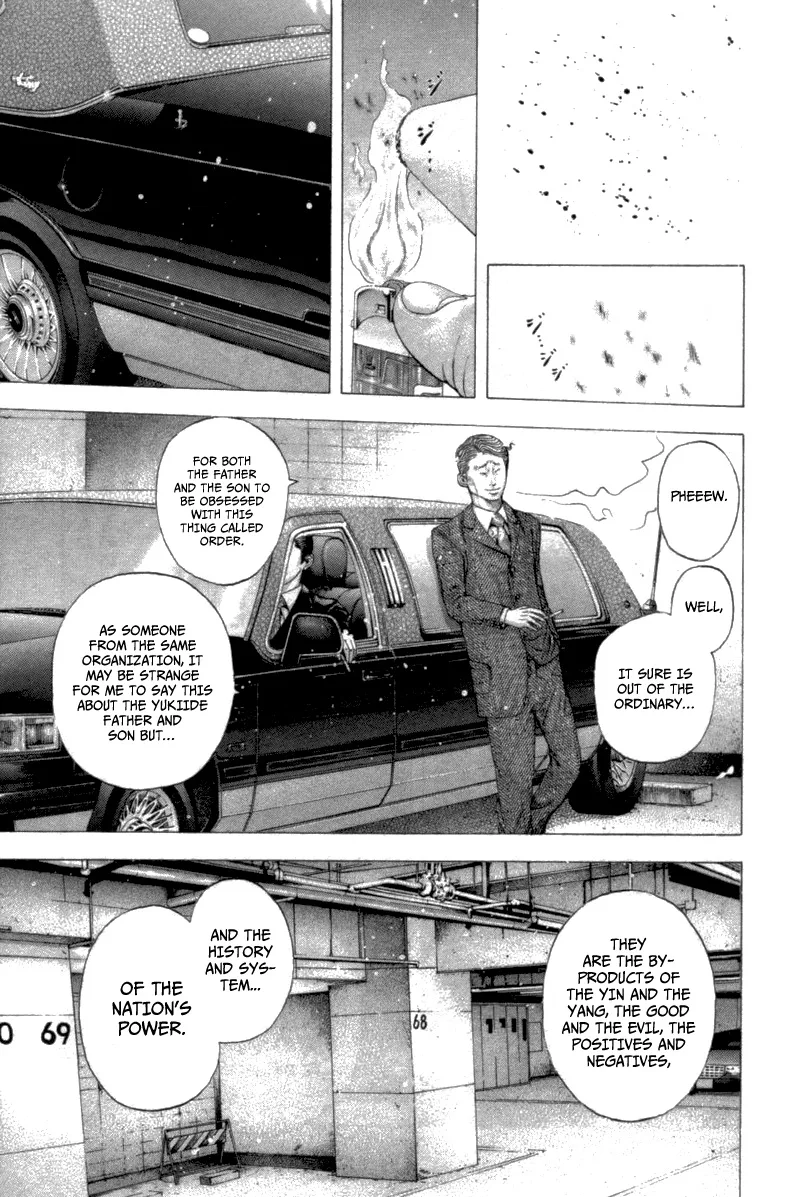 PHEEEW.
WELL,
IT SURE IS
OUT OF THE
ORDINARY...
FOR BOTH
THE FATHER
AND THE SON TO
BE OBSESSED
WITH THIS
THING CALLED
ORDER.
AS SOMEONE
FROM THE SAME
ORGANIZATION, IT
MAY BE STRANGE
FOR ME TO SAY THIS
ABOUT THE YUKIIDE
FATHER AND
SON BUT...
THEY
ARE THE BY-
PRODUCTS OF
THE YIN AND THE
YANG, THE GOOD
AND THE EVIL, THE
POSITIVES AND
NEGATIVES,
AND THE
HISTORY
AND SYS-
TEM...
OF THE
NATION'S
POWER.
68
0 69